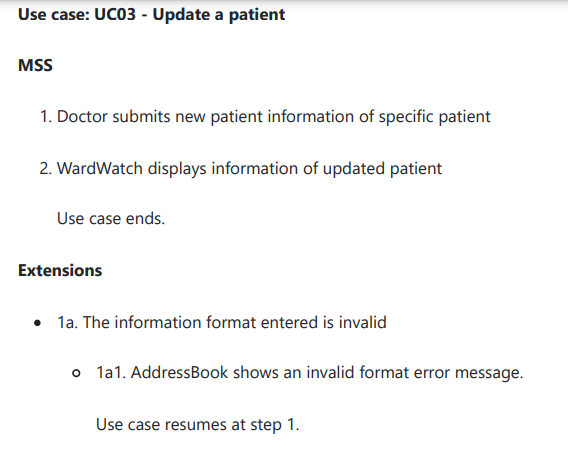 Use case: UC03 - Update a patient
MSS
1. Doctor submits new patient information of specific patient
2. WardWatch displays information of updated patient
Use case ends.
Extensions
• 1a. The information format entered is invalid
o 1a1. AddressBook shows an invalid format error message.
Use case resumes at step 1.